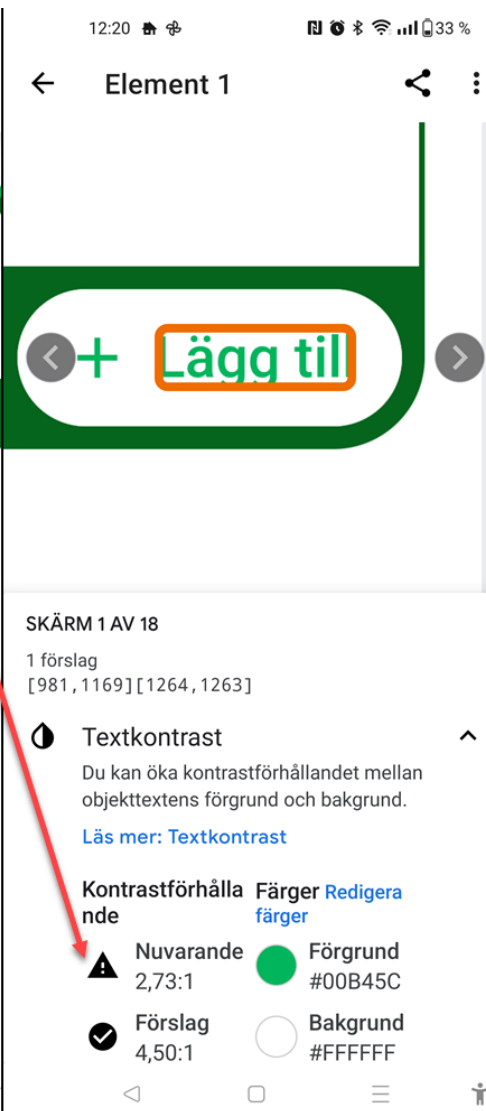 12:20 33 %
Element 1
+ Lägg till
SKÄRM 1 AV 18
1 förslag
[981,1169][1264,1263]
Textkontrast
Du kan öka kontrastförhållandet mellan
objekttextens förgrund och bakgrund.
Läs mer: Textkontrast
Kontrastförhålla Färger Redigera
nde färger
Nuvarande Förgrund
2,73:1 #00B45C
Förslag Bakgrund
4,50:1 #FFFFFF